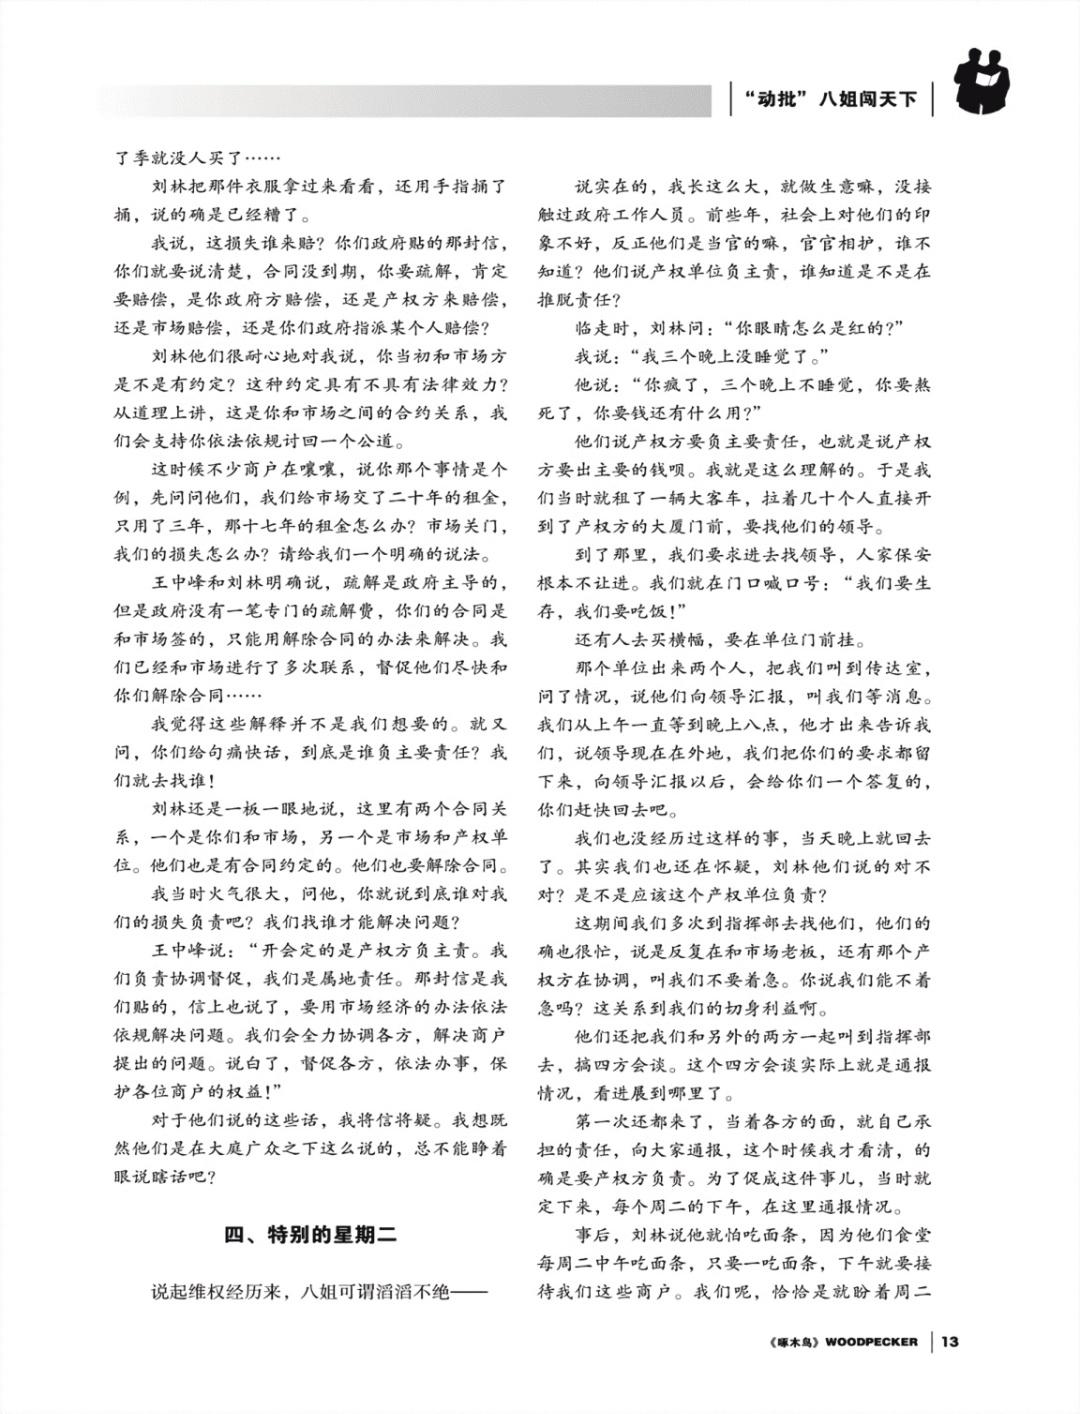 “动批”八姐闯天下
了季就没人买了……
刘林把那件衣服拿过来看看，还用手指捅了
捅，说的确是已经糟了。
我说，这损失谁来赔？你们政府贴的那封信，
你们就要说清楚，合同没到期，你要疏解，肯定
要赔偿，是你政府方赔偿，还是产权方来赔偿，
还是市场赔偿，还是你们政府指派某个人赔偿？
刘林他们很耐心地对我说，你当初和市场方
是不是有约定？这种约定具有不具有法律效力？
从道理上讲，这是你和市场之间的合约关系，我
们会支持你依法依规讨回一个公道。
这时候不少商户在嚷嚷，说你那个事情是个
例，先问问他们，我们给市场交了二十年的租金，
只用了三年，那十七年的租金怎么办？市场关门，
我们的损失怎么办？请给我们一个明确的说法。
王中峰和刘林明确说，疏解是政府主导的，
但是政府没有一笔专门的疏解费，你们的合同是
和市场签的，只能用解除合同的办法来解决。我
们已经和市场进行了多次联系，督促他们尽快和
你们解除合同……
我觉得这些解释并不是我们想要的。就又
问，你们给句痛快话，到底是谁负主要责任？我
们就去找谁！
刘林还是一板一眼地说，这里有两个合同关
系，一个是你们和市场，另一个是市场和产权单
位。他们也是有合同约定的。他们也要解除合同。
我当时火气很大，问他，你就说到底谁对我
们的损失负责吧？我们找谁才能解决问题？
王中峰说：“开会定的是产权方负主责。我
们负责协调督促，我们是属地责任。那封信是我
们贴的，信上也说了，要用市场经济的办法依法
依规解决问题。我们会全力协调各方，解决商户
提出的问题。说白了，督促各方，依法办事，保
护各位商户的权益！”
对于他们说的这些话，我将信将疑。我想既
然他们是在大庭广众之下这么说的，总不能睁着
眼说瞎话吧？
四、特别的星期二
说起维权经历来，八姐可谓滔滔不绝——
说实在的，我长这么大，就做生意嘛，没接
触过政府工作人员。前些年，社会上对他们的印
象不好，反正他们是当官的嘛，官官相护，谁不
知道？他们说产权单位负主责，谁知道是不是在
推脱责任？
临走时，刘林问：“你眼睛怎么是红的？”
我说：“我三个晚上没睡觉了。”
他说：“你疯了，三个晚上不睡觉，你要熬
死了，你要钱还有什么用？”
他们说产权方要负主要责任，也就是说产权
方要出主要的钱呗。我就是这么理解的。于是我
们当时就租了一辆大客车，拉着几十个人直接开
到了产权方的大厦门前，要找他们的领导。
到了那里，我们要求进去找领导，人家保安
根本不让进。我们就在门口喊口号：“我们要生
存，我们要吃饭！”
还有人去买横幅，要在单位门前挂。
那个单位出来两个人，把我们叫到传达室，
问了情况，说他们向领导汇报，叫我们等消息。
我们从上午一直等到晚上八点，他才出来告诉我
们，说领导现在在外地，我们把你们的要求都留
下来，向领导汇报以后，会给你们一个答复的，
你们赶快回去吧。
我们也没经历过这样的事，当天晚上就回去
了。其实我们也还在怀疑，刘林他们说的对不
对？是不是应该这个产权单位负责？
这期间我们多次到指挥部去找他们，他们的
确也很忙，说是反复在和市场老板，还有那个产
权方在协调，叫我们不要着急。你说我们能不着
急吗？这关系到我们的切身利益啊。
他们还把我们和另外的两方一起叫到指挥部
去，搞四方会谈。这个四方会谈实际上就是通报
情况，看进展到哪里了。
第一次还都来了，当着各方的面，就自己承
担的责任，向大家通报，这个时候我才看清，的
确是要产权方负责。为了促成这件事儿，当时就
定下来，每个周二的下午，在这里通报情况。
事后，刘林说他就怕吃面条，因为他们食堂
每周二中午吃面条，只要一吃面条，下午就要接
待我们这些商户。我们呢，恰恰是就盼着周二
《啄木鸟》WOODPECKER 13